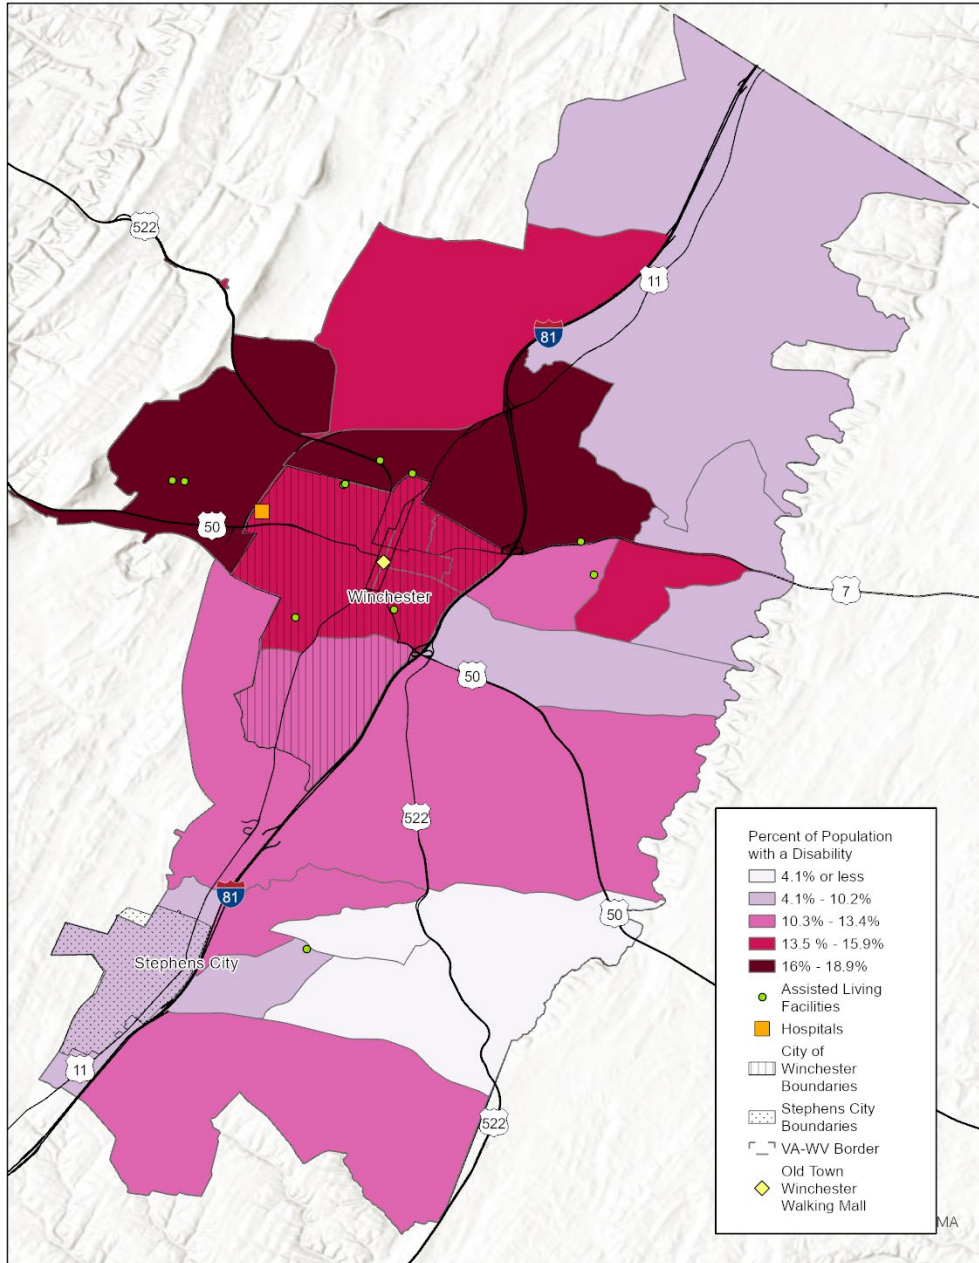 522
11
81
50
7
Winchester
50
522
81
50
Stephens City
11
522
Percent of Population
with a Disability
4.1% or less
4.1% - 10.2%
10.3% - 13.4%
13.5 % - 15.9%
16% - 18.9%
Assisted Living
Facilities
Hospitals
City of
Winchester
Boundaries
Stephens City
Boundaries
VA-WV Border
Old Town
Winchester
Walking Mall
MA